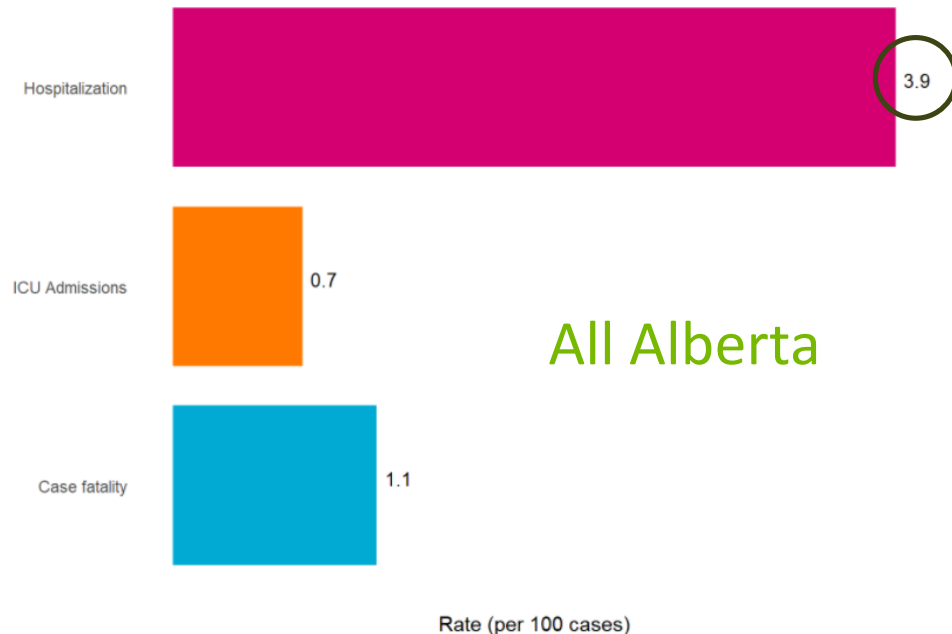 Hospitalization
3.9
ICU Admissions
0.7
All Alberta
Case fatality
1.1
Rate (per 100 cases)